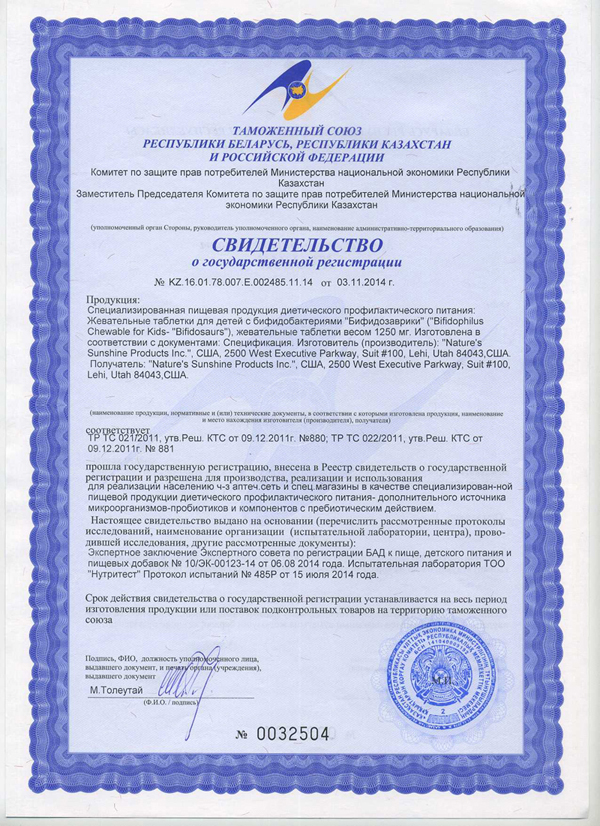 ТАМОЖЕННЫЙ СОЮЗ
РЕСПУБЛИКИ БЕЛАРУСЬ, РЕСПУБЛИКИ КАЗАХСТАН
И РОССИЙСКОЙ ФЕДЕРАЦИИ
Комитет по защите прав потребителей Министерства национальной экономики Республики
Казахстан
Заместитель Председателя Комитета по защите прав потребителей Министерства национальной
экономики Республики Казахстан
(уполномоченный орган Стороны, руководитель уполномоченного органа, наименование административно-территориального образования)
СВИДЕТЕЛЬСТВО
о государственной регистрации
№ KZ.16.01.78.007.E.002485.11.14 от 03.11.2014 г.
Продукция:
Специализированная пищевая продукция диетического профилактического питания:
Жевательные таблетки для детей с бифидобактериями "Бифидозаврики" ("Bifidophilus
Chewable for Kids- "Bifidosaurs"), жевательные таблетки весом 1250 мг. Изготовлена в
соответствии с документами: Спецификация. Изготовитель (производитель): "Nature's
Sunshine Products Inc.", США, 2500 West Executive Parkway, Suit #100, Lehi, Utah 84043,США.
Получатель: "Nature's Sunshine Products Inc.", США, 2500 West Executive Parkway, Suit #100,
Lehi, Utah 84043,США.
(наименование продукции, нормативные и (или) технические документы, в соответствии с которыми изготовлена продукция, наименование
и место нахождения изготовителя (производителя), получателя)
соответствует
ТР ТС 021/2011, утв.Реш. КТС от 09.12.2011г. №880; ТР ТС 022/2011, утв.Реш. КТС от
09.12.2011г. № 881
прошла государственную регистрацию, внесена в Реестр свидетельств о государственной
регистрации и разрешена для производства, реализации и использования
для реализации населению ч-з аптеч.сеть и спец.магазины в качестве специализирован-ной
пищевой продукции диетического профилактического питания- дополнительного источника
микроорганизмов-пробиотиков и компонентов с пребиотическим действием.
Настоящее свидетельство выдано на основании (перечислить рассмотренные протоколы
исследований, наименование организации (испытательной лаборатории, центра), прово-
дившей исследования, другие рассмотренные документы):
Экспертное заключение Экспертного совета по регистрации БАД к пище, детского питания и
пищевых добавок № 10/ЭК-00123-14 от 06.08 2014 года. Испытательная лаборатория ТОО
"Нутритест" Протокол испытаний № 485Р от 15 июля 2014 года.
Срок действия свидетельства о государственной регистрации устанавливается на весь период
изготовления продукции или поставок подконтрольных товаров на территорию таможенного
союза
Подпись, ФИО, должность уполномоченного лица,
выдавшего документ, и печать органа (учреждения),
выдавшего документ
М.Толеутай
(Ф.И.О. / подпись)
М.П.
2
№ 0032504